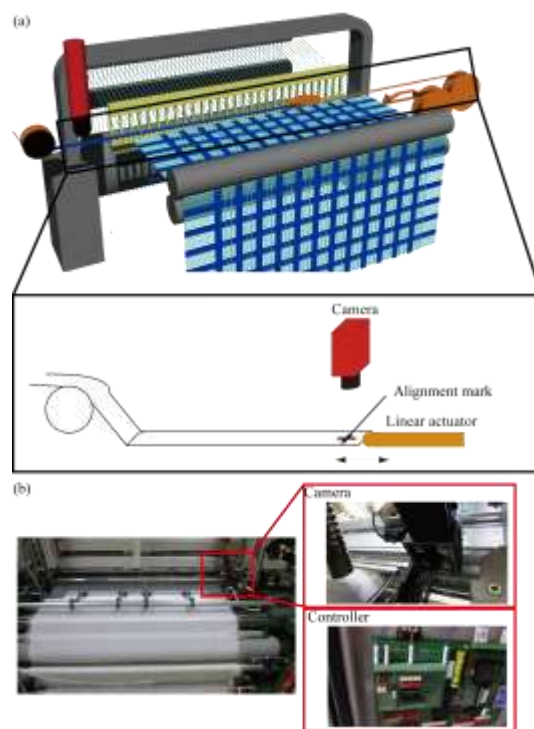 (a)
Camera
Alignment mark
Linear actuator
(b)
Camera
Controller